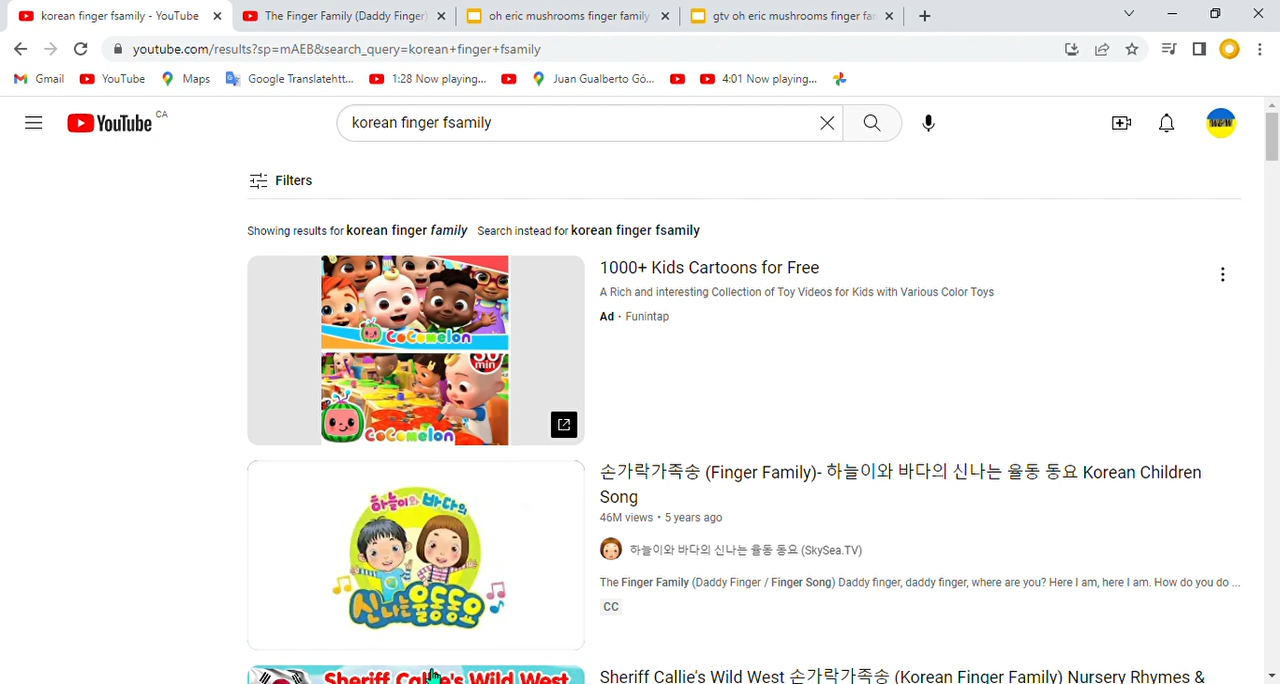 korean finger fsamily - YouTube
The Finger Family (Daddy Finger)
oh eric mushrooms finger family
gtv oh eric mushrooms finger fam
youtube.com/results?sp=mAEB&search_query=korean+finger+fsamily
Gmail
YouTube
Maps
Google Translatehtt...
1:28 Now playing...
Juan Gualberto Gó...
4:01 Now playing...
YouTube CA
korean finger fsamily
W&W
Filters
Showing results for korean finger family Search instead for korean finger fsamily
CoComelon
30 min
CoComelon
1000+ Kids Cartoons for Free
A Rich and interesting Collection of Toy Videos for Kids with Various Color Toys
Ad · Funintap
하늘이와 바다의
신나는 율동동요
손가락가족송 (Finger Family)- 하늘이와 바다의 신나는 율동 동요 Korean Children
Song
46M views • 5 years ago
하늘이와 바다의 신나는 율동 동요 (SkySea.TV)
The Finger Family (Daddy Finger / Finger Song) Daddy finger, daddy finger, where are you? Here I am, here I am. How do you do ...
CC
Sheriff Callie's Wild West
Sheriff Callie's Wild West 손가락가족송 (Korean Finger Family) Nursery Rhymes &